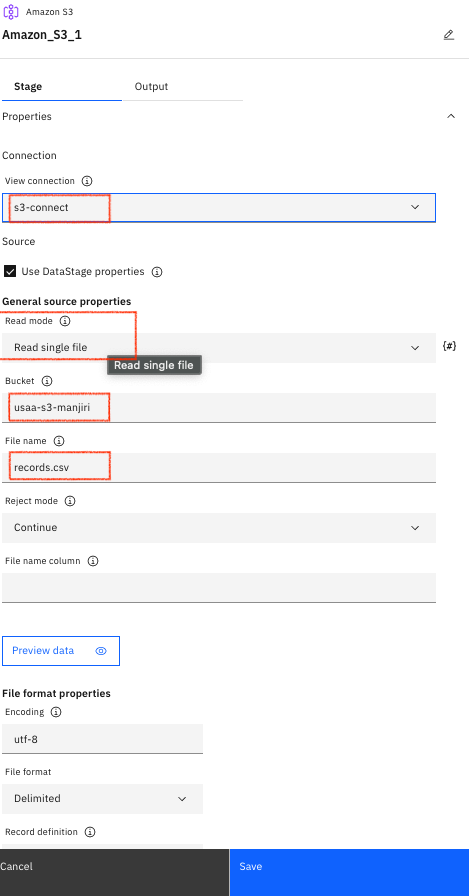 Amazon S3
Amazon_S3_1
Stage Output
Properties
Connection
View connection
s3-connect
Source
Use DataStage properties
General source properties
Read mode
Read single file
{#}
Read single file
Bucket
usaa-s3-manjiri
File name
records.csv
Reject mode
Continue
File name column
Preview data
File format properties
Encoding
utf-8
File format
Delimited
Record definition
Cancel Save